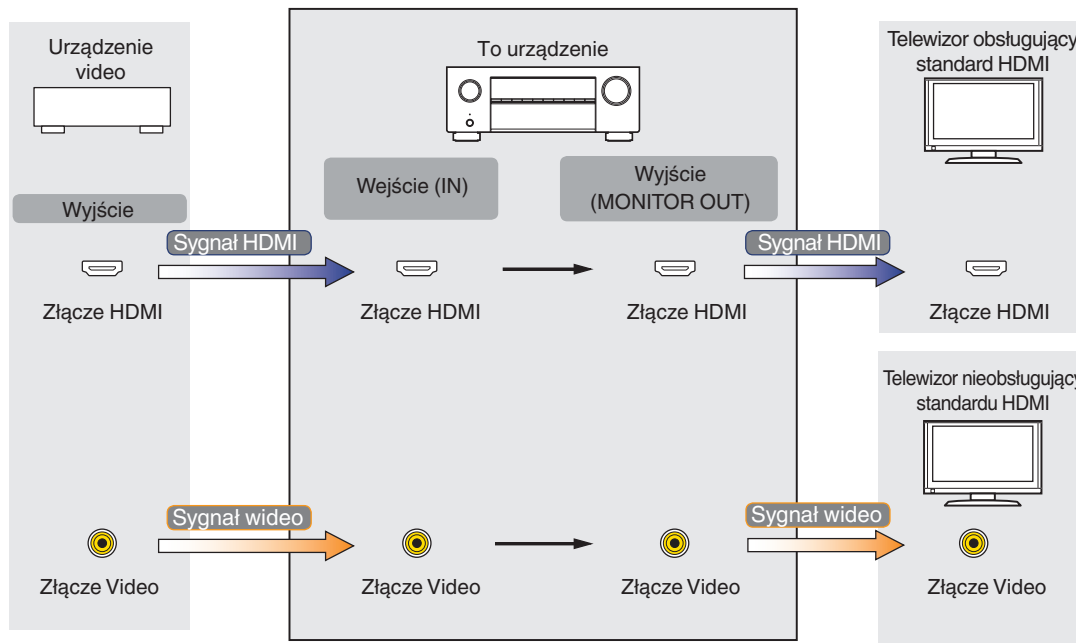 Urządzenie
video
To urządzenie
Telewizor obsługujący
standard HDMI
Wyjście
Wejście (IN)
Wyjście
(MONITOR OUT)
Sygnał HDMI
Sygnał HDMI
Złącze HDMI
Złącze HDMI
Złącze HDMI
Złącze HDMI
Telewizor nieobsługujący
standardu HDMI
Sygnał wideo
Sygnał wideo
Złącze Video
Złącze Video
Złącze Video
Złącze Video